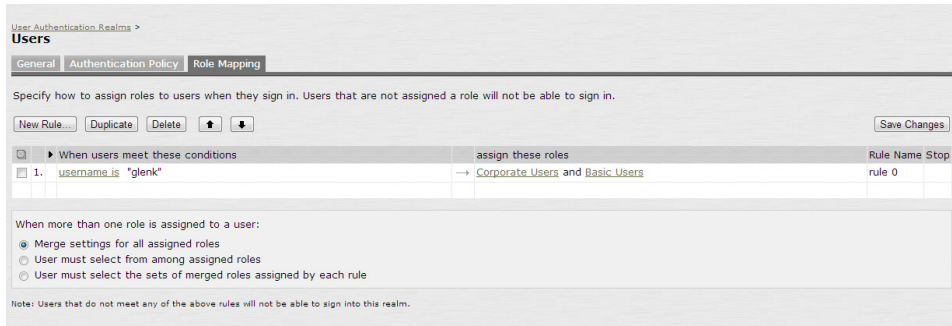 User Authentication Realms >
Users
General Authentication Policy Role Mapping
Specify how to assign roles to users when they sign in. Users that are not assigned a role will not be able to sign in.
New Rule... Duplicate Delete Save Changes
When users meet these conditions assign these roles Rule Name Stop
1. username is "glenk" → Corporate Users and Basic Users rule 0
When more than one role is assigned to a user:
Merge settings for all assigned roles
User must select from among assigned roles
User must select the sets of merged roles assigned by each rule
Note: Users that do not meet any of the above rules will not be able to sign into this realm.